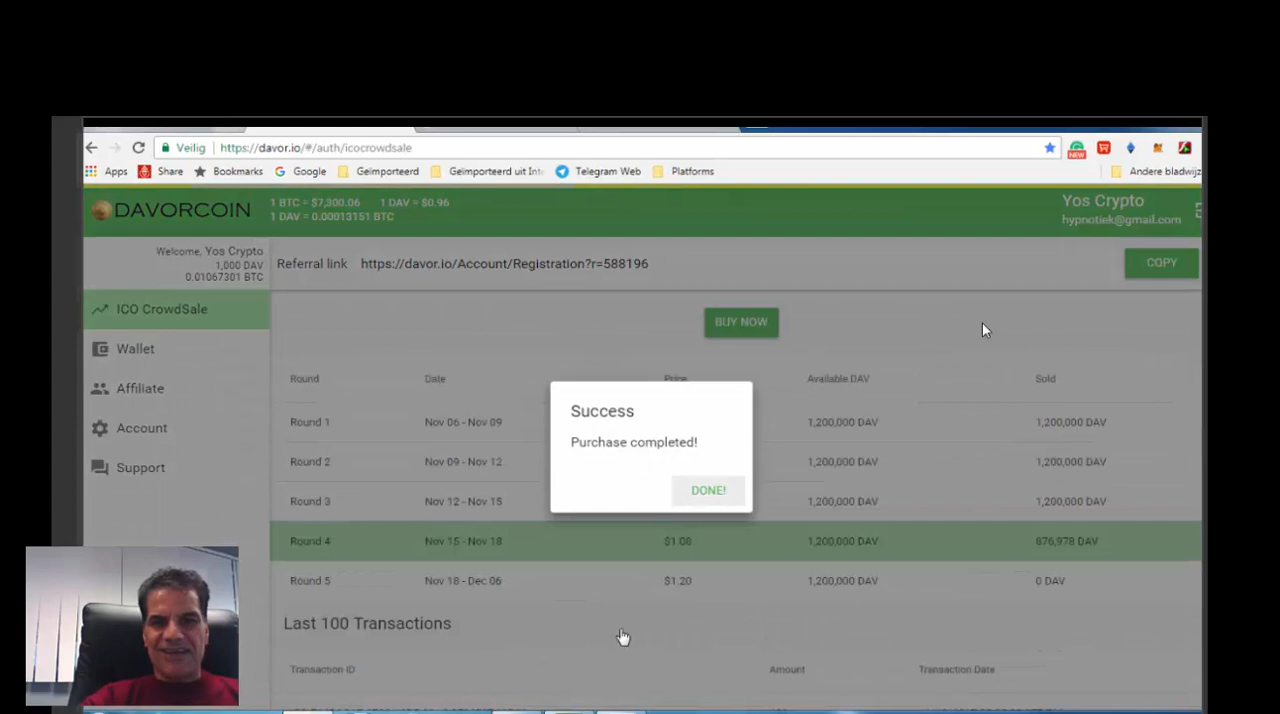 Veilig https://davor.io/#/auth/icocrowdsale
NEW
Apps Share Bookmarks Google Geïmporteerd Geïmporteerd uit Inte Telegram Web Platforms Andere bladwijz
DAVORCOIN
1 BTC = $7,300.06 1 DAV = $0.96
1 DAV = 0.00013151 BTC
Yos Crypto
hypnotiek@gmail.com
Welcome, Yos Crypto
1,000 DAV
0.01067301 BTC
Referral link https://davor.io/Account/Registration?r=588196 COPY
ICO CrowdSale
Wallet
Affiliate
Account
Support
BUY NOW
Round Date Price Available DAV Sold
Round 1 Nov 06 - Nov 09 1,200,000 DAV 1,200,000 DAV
Round 2 Nov 09 - Nov 12 1,200,000 DAV 1,200,000 DAV
Round 3 Nov 12 - Nov 15 1,200,000 DAV 1,200,000 DAV
Round 4 Nov 15 - Nov 18 $1.08 1,200,000 DAV 876,978 DAV
Round 5 Nov 18 - Dec 06 $1.20 1,200,000 DAV 0 DAV
Success
Purchase completed!
DONE!
Last 100 Transactions
Transaction ID Amount Transaction Date